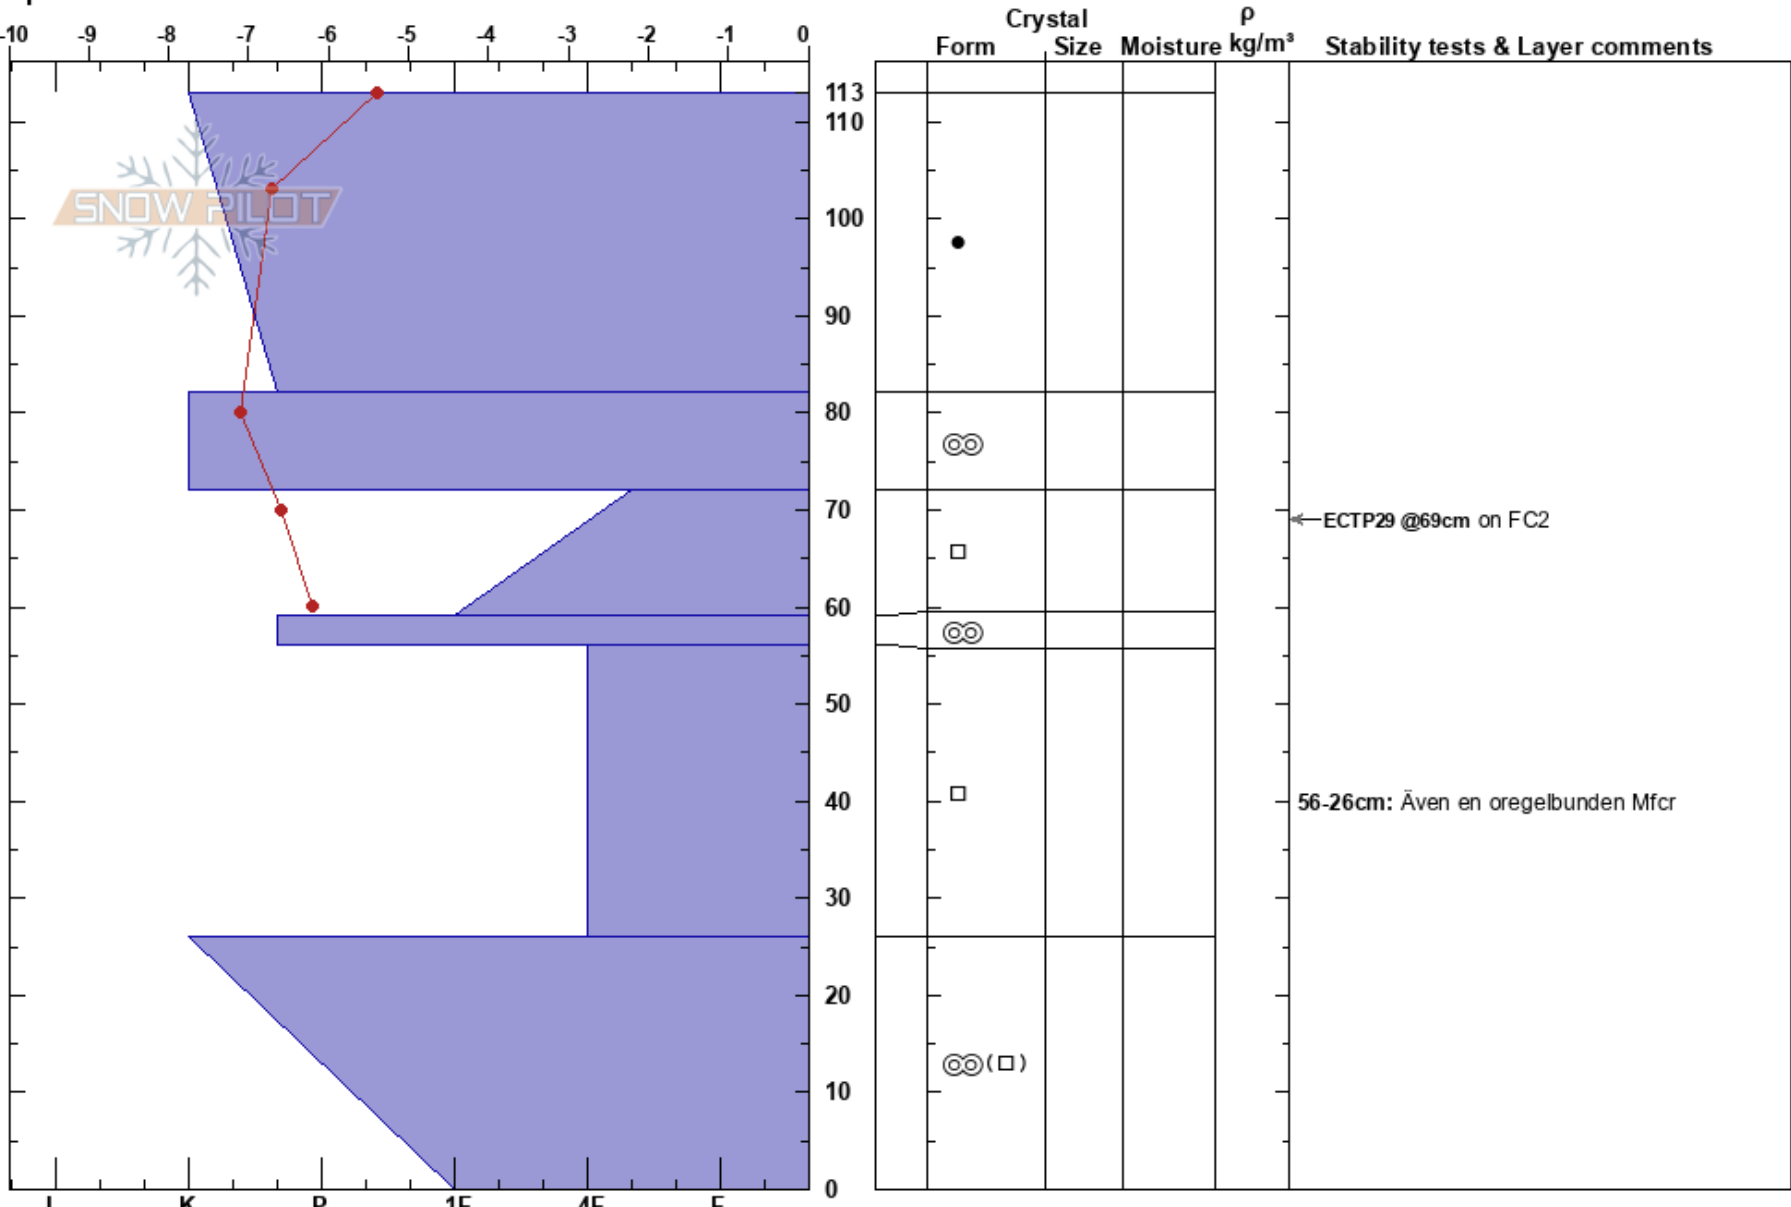 -10 -9 -8 -7 -6 -5 -4 -3 -2 -1 0
Crystal
ρ
Form Size Moisture kg/m³ Stability tests & Layer comments
113
110
SNOW PILOT
100
90
80
70
ECTP29 @69cm on FC2
60
50
40
56-26cm: Även en oregelbunden Mfcr
30
20
( )
10
0
I K P 1F 4F F